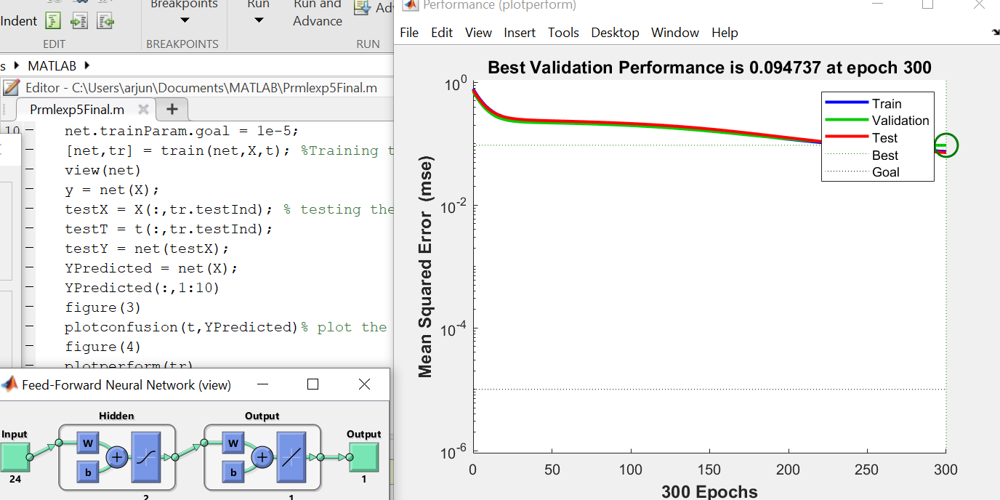 Breakpoints
Run
Run and
Advance
Indent
EDIT
BREAKPOINTS
RUN
MATLAB
Editor - C:\Users\arjun\Documents\MATLAB\Prmlexp5Final.m
Prmlexp5Final.m
10
net.trainParam.goal = 1e-5;
[net,tr] = train(net,X,t); %Training
view(net)
y = net(X);
testX = X(:,tr.testInd); % testing the
testT = t(:,tr.testInd);
testY = net(testX);
YPredicted = net(X);
YPredicted(:,1:10)
figure(3)
plotconfusion(t,YPredicted)% plot the
figure(4)
plotperform(tr)
Feed-Forward Neural Network (view)
Hidden
Output
Input
W
b
W
b
Output
24
2
1
1
Performance (plotperform)
File Edit View Insert Tools Desktop Window Help
Best Validation Performance is 0.094737 at epoch 300
Train
Validation
Test
Best
Goal
Mean Squared Error (mse)
10^0
10^-2
10^-4
10^-6
0 50 100 150 200 250 300
300 Epochs